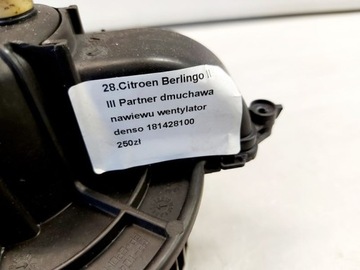 28.Citroen Berlingo II
III Partner dmuchawa
nawiewu wentylator
denso 181428100
250zł